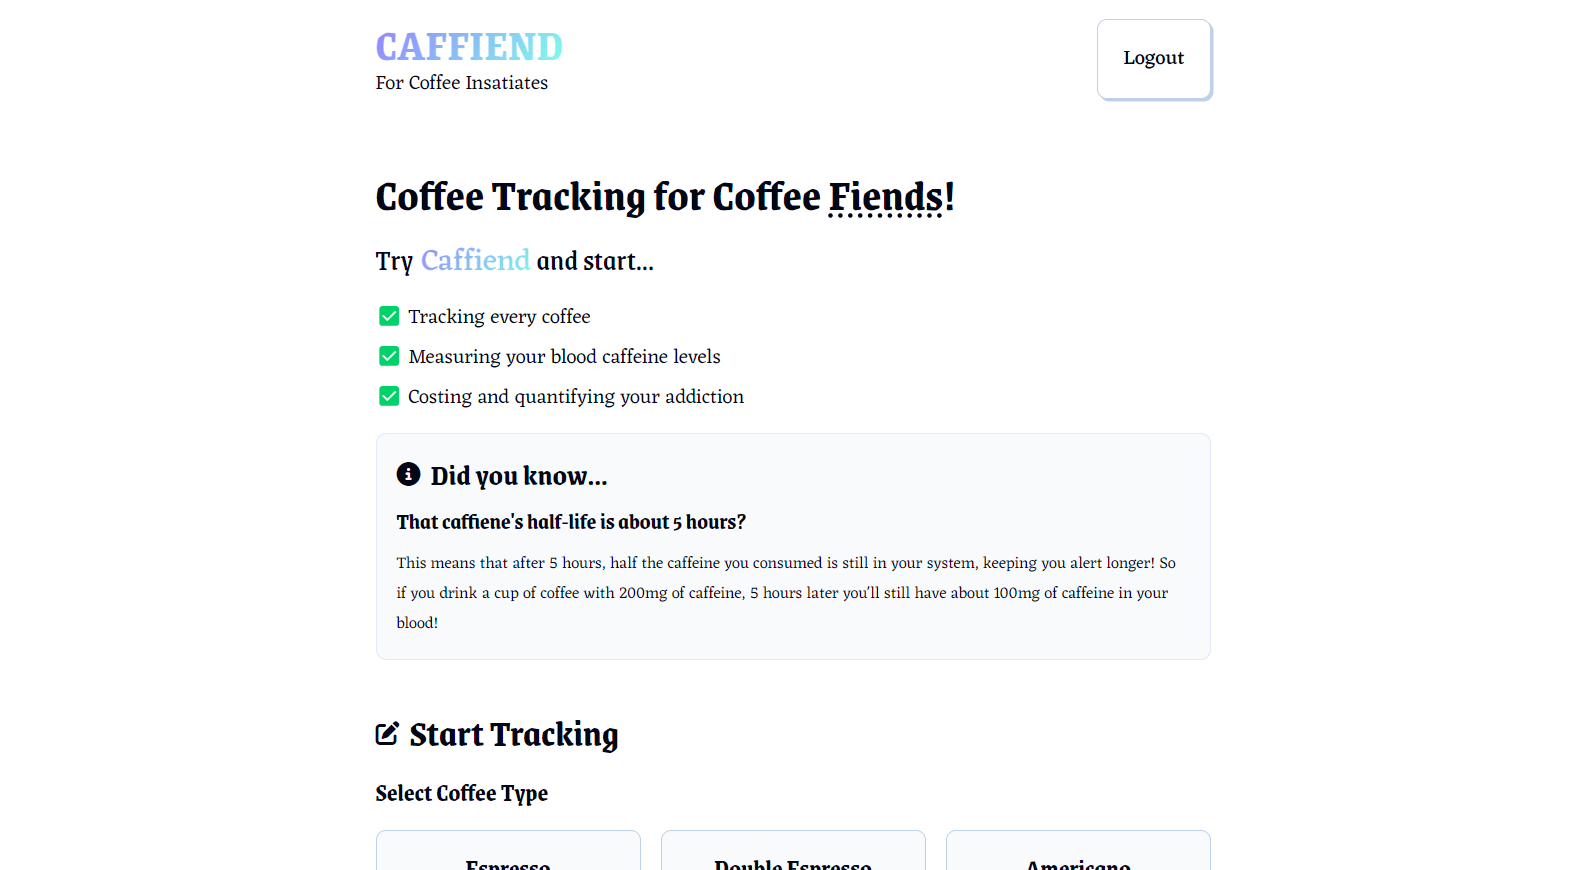 CAFFIEND
For Coffee Insatiates
Logout
Coffee Tracking for Coffee Fiends!
Try Caffiend and start...
Tracking every coffee
Measuring your blood caffeine levels
Costing and quantifying your addiction
Did you know...
That caffiene's half-life is about 5 hours?
This means that after 5 hours, half the caffeine you consumed is still in your system, keeping you alert longer! So
if you drink a cup of coffee with 200mg of caffeine, 5 hours later you'll still have about 100mg of caffeine in your
blood!
Start Tracking
Select Coffee Type
Espresso
Double Espresso
Americano